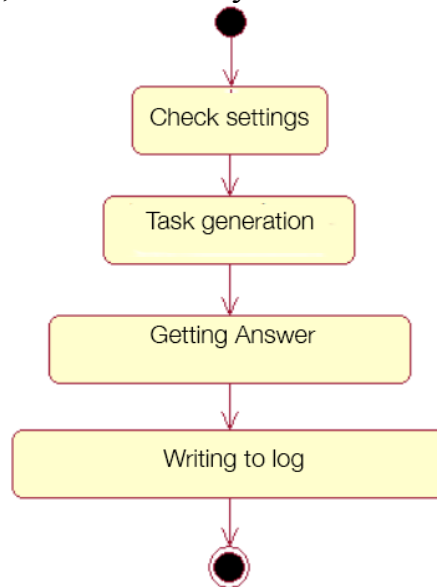 Check settings
Task generation
Getting Answer
Writing to log